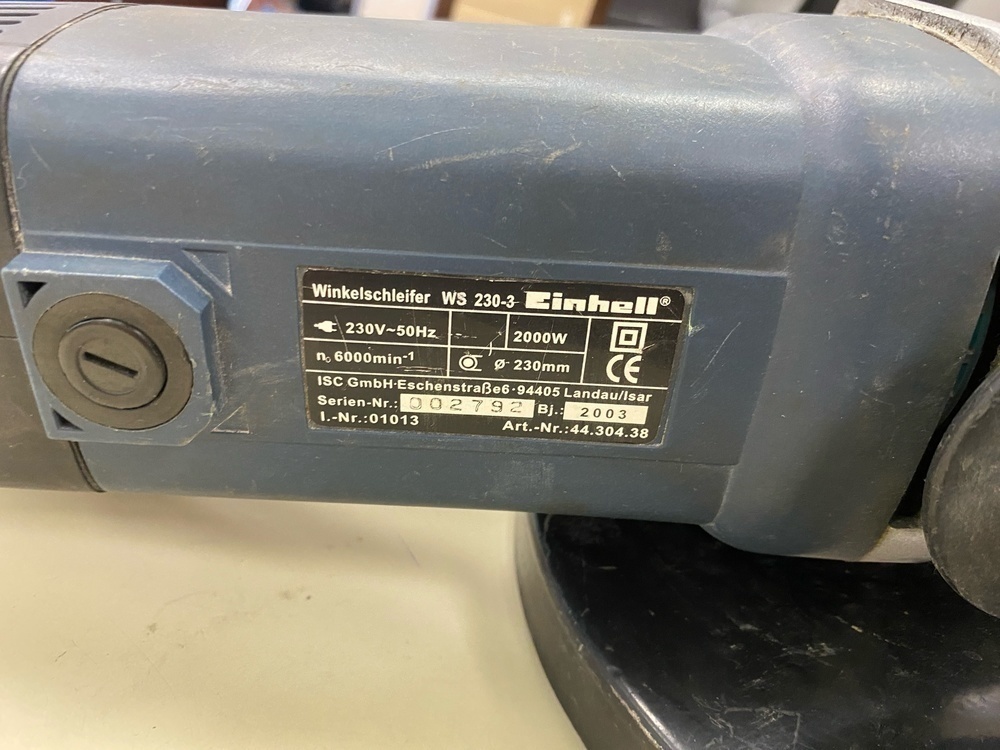 Winkelschleifer WS 230-3 Einhell®
230V~50Hz 2000W
n₀ 6000min⁻¹ Ø 230mm
CE
ISC GmbH·Eschenstraße6·94405 Landau/Isar
Serien-Nr.: 002792 Bj.: 2003
I.-Nr.:01013 Art.-Nr.:44.304.38